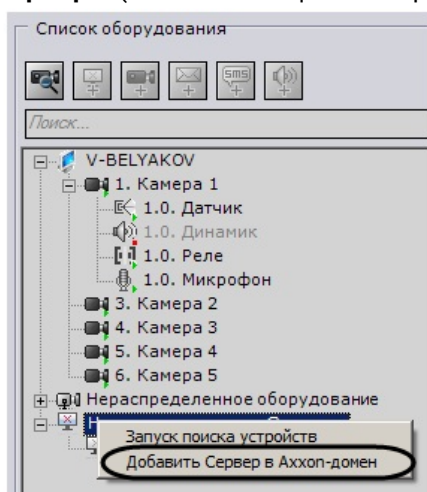 Список оборудования
SMS
Поиск...
V-BELYAKOV
1. Камера 1
1.0. Датчик
1.0. Динамик
1.0. Реле
1.0. Микрофон
3. Камера 2
4. Камера 3
5. Камера 4
6. Камера 5
Нераспределенное оборудование
Запуск поиска устройств
Добавить Сервер в Axxon-домен